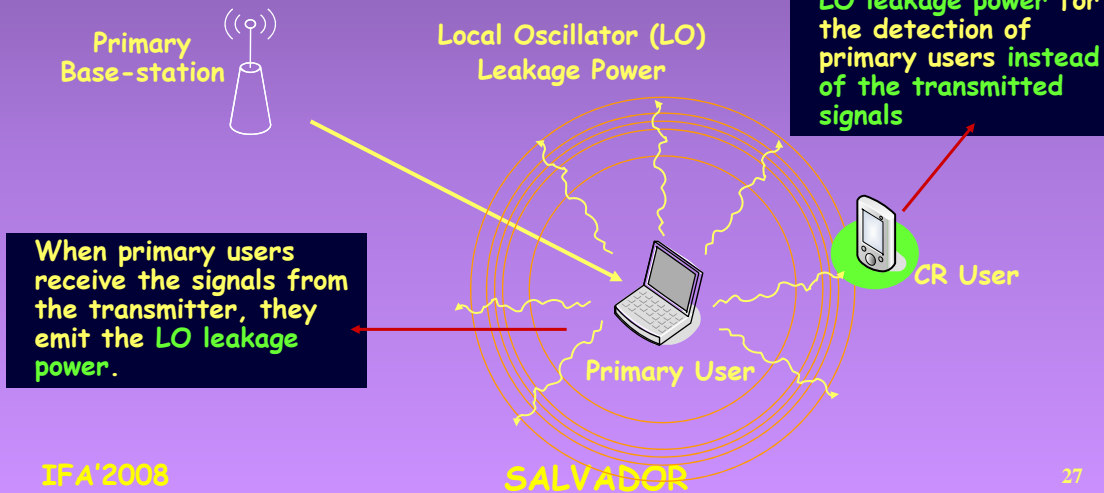 LO leakage power for
the detection of
primary users instead
of the transmitted
signals
Primary
Base-station
Local Oscillator (LO)
Leakage Power
When primary users
receive the signals from
the transmitter, they
emit the LO leakage
power.
CR User
Primary User
IFA'2008
SALVADOR
27